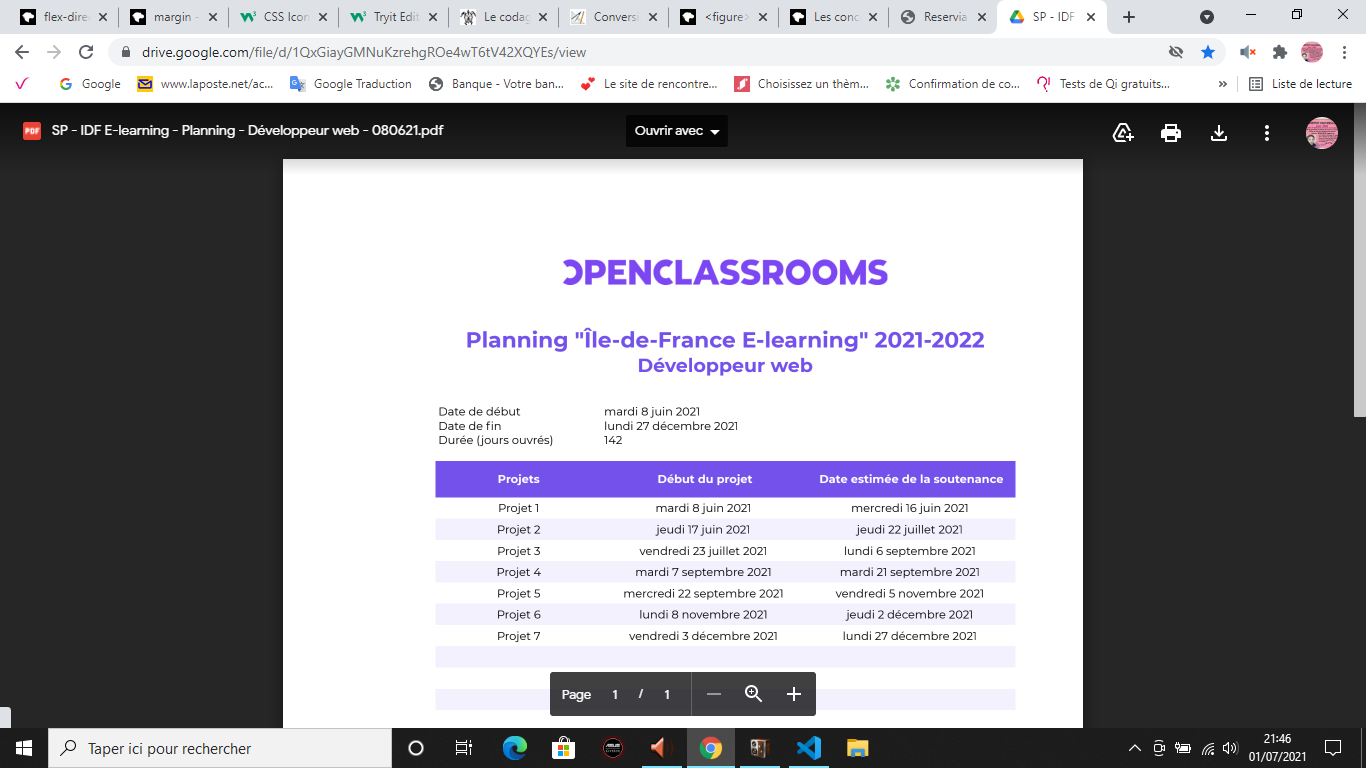 flex-dire
margin -
CSS Icon
Tryit Edit
Le codag
Convers
<figure>
Les conc
Reservia
SP - IDF
drive.google.com/file/d/1QxGiayGMNuKzrehgROe4wT6tV42XQYEs/view
Google
www.laposte.net/ac...
Google Traduction
Banque - Votre ban...
Le site de rencontre...
Choisissez un thèm...
Confirmation de co...
Tests de Qi gratuits...
»
Liste de lecture
PDF
SP - IDF E-learning - Planning - Développeur web - 080621.pdf
Ouvrir avec
OPENCLASSROOMS
Planning "Île-de-France E-learning" 2021-2022
Développeur web
Date de début mardi 8 juin 2021
Date de fin lundi 27 décembre 2021
Durée (jours ouvrés) 142
Projets Début du projet Date estimée de la soutenance
Projet 1 mardi 8 juin 2021 mercredi 16 juin 2021
Projet 2 jeudi 17 juin 2021 jeudi 22 juillet 2021
Projet 3 vendredi 23 juillet 2021 lundi 6 septembre 2021
Projet 4 mardi 7 septembre 2021 mardi 21 septembre 2021
Projet 5 mercredi 22 septembre 2021 vendredi 5 novembre 2021
Projet 6 lundi 8 novembre 2021 jeudi 2 décembre 2021
Projet 7 vendredi 3 décembre 2021 lundi 27 décembre 2021
Page 1 / 1
Taper ici pour rechercher
21:46
01/07/2021